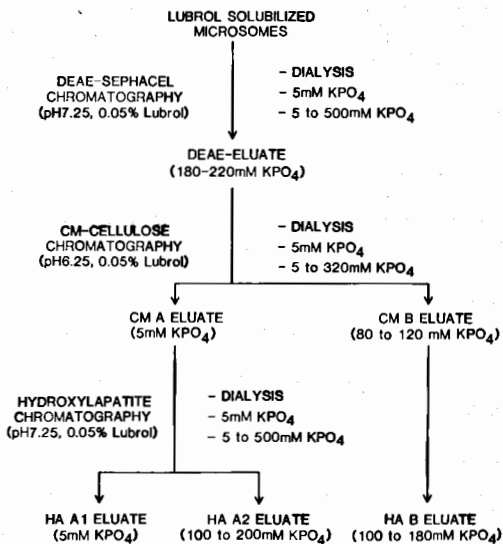 LUBROL SOLUBILIZED
MICROSOMES
DEAE-SEPHACEL
CHROMATOGRAPHY
(pH7.25, 0.05% Lubrol)
- DIALYSIS
- 5mM KPO4
- 5 to 500mM KPO4
DEAE-ELUATE
(180-220mM KPO4)
CM-CELLULOSE
CHROMATOGRAPHY
(pH6.25, 0.05% Lubrol)
- DIALYSIS
- 5mM KPO4
- 5 to 320mM KPO4
CM A ELUATE
(5mM KPO4)
CM B ELUATE
(80 to 120 mM KPO4)
HYDROXYLAPATITE
CHROMATOGRAPHY
(pH7.25, 0.05% Lubrol)
- DIALYSIS
- 5mM KPO4
- 5 to 500mM KPO4
HA A1 ELUATE
(5mM KPO4)
HA A2 ELUATE
(100 to 200mM KPO4)
HA B ELUATE
(100 to 180mM KPO4)